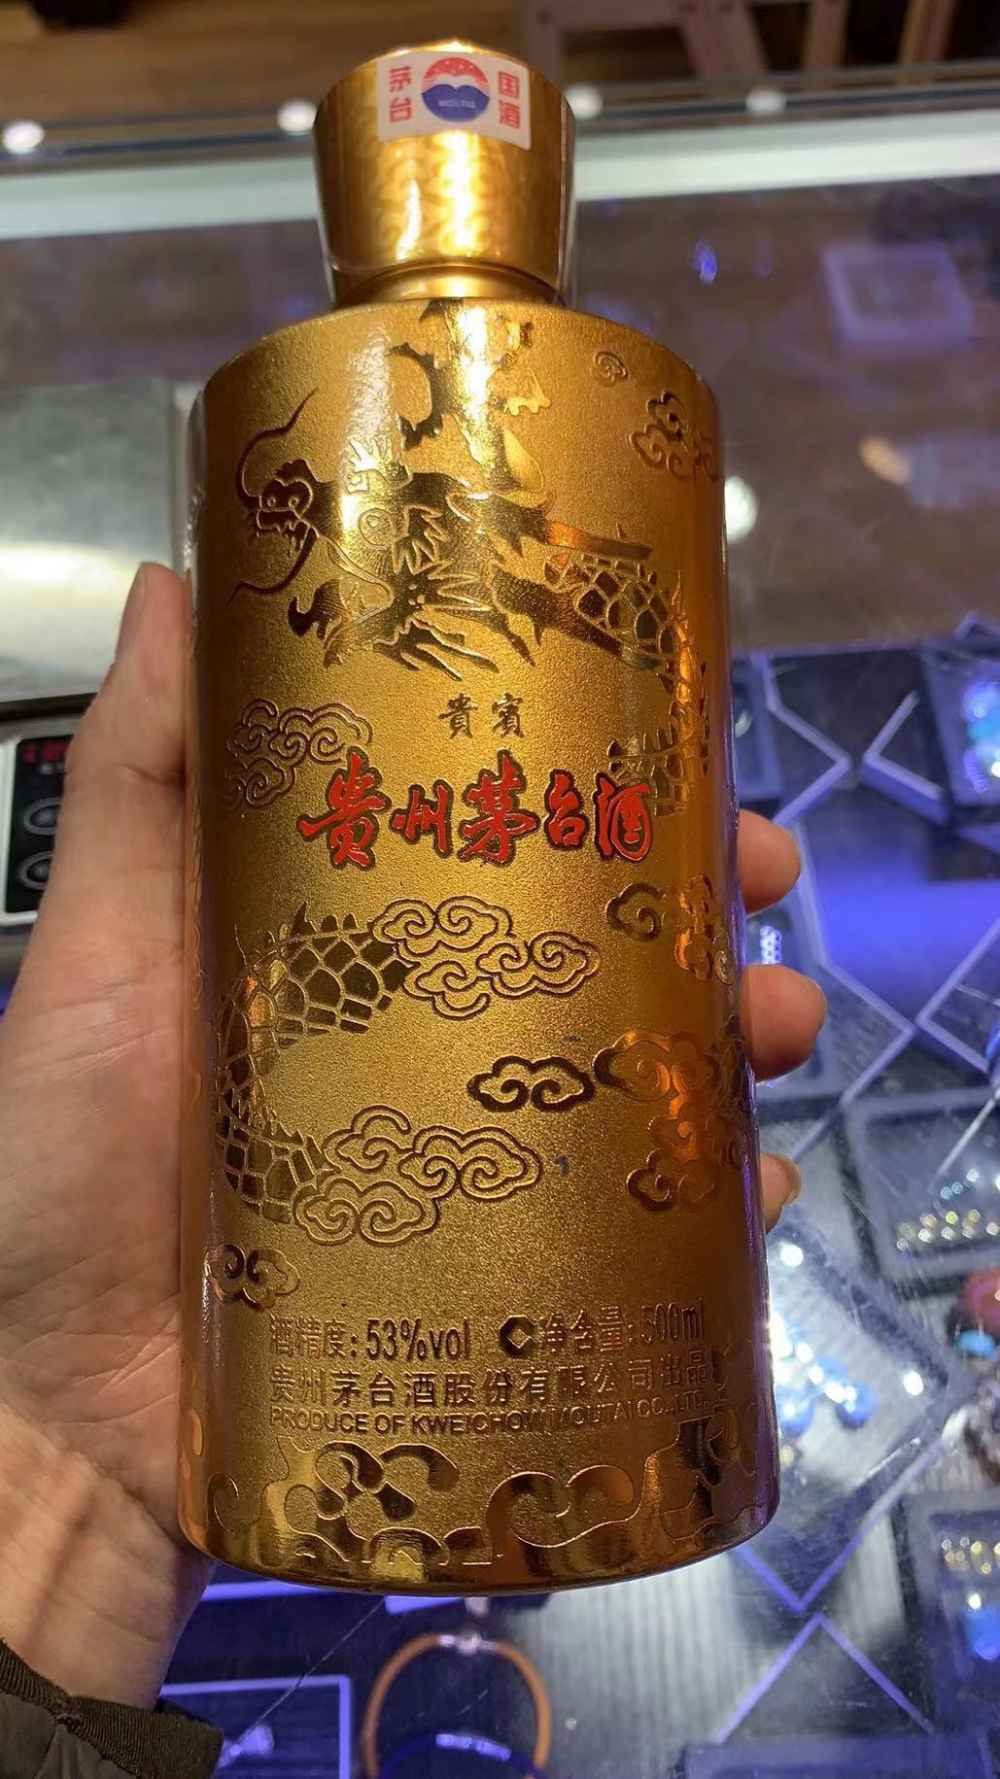 茅台 MOUTAI 国酒
貴賓
贵州茅台酒
酒精度:53%vol 净含量:500ml
贵州茅台酒股份有限公司出品
PRODUCE OF KWEICHOW MOUTAI CO.,LTD.